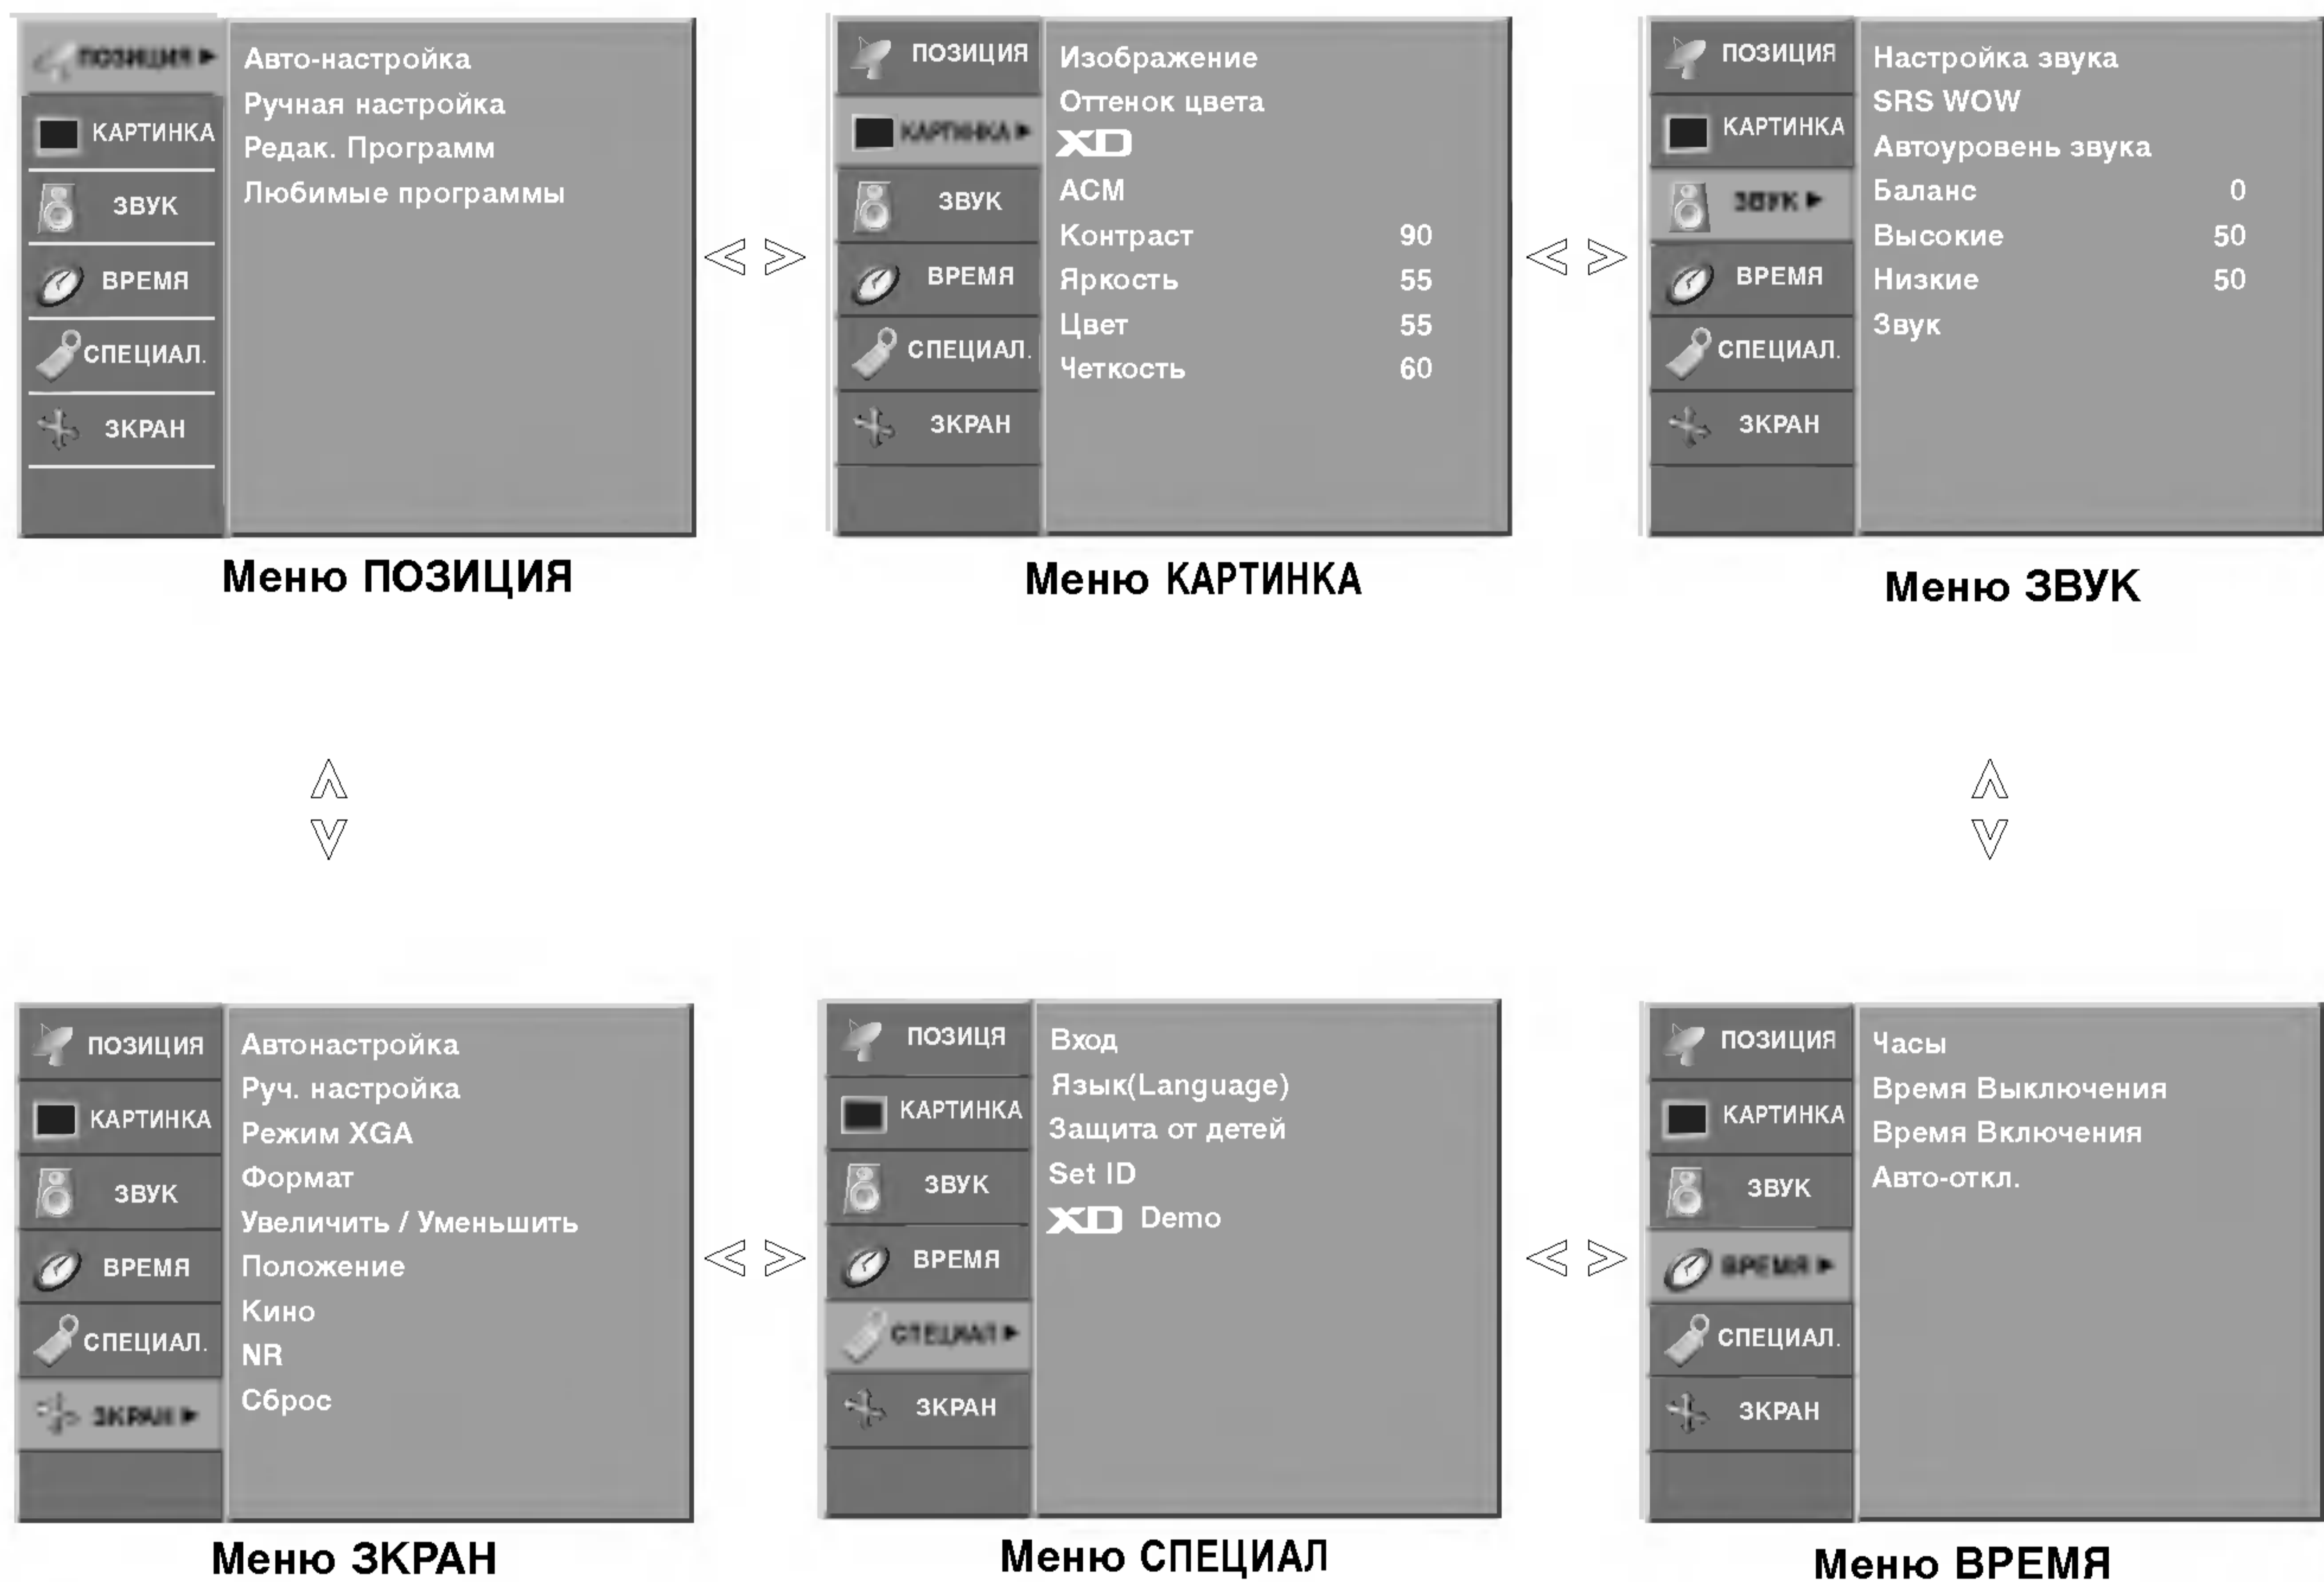 ПОЗИЦИЯ
КАРТИНКА
ЗВУК
ВРЕМЯ
СПЕЦИАЛ.
ЗКРАН
Авто-настройка
Ручная настройка
Редак. Программ
Любимые программы
Меню ПОЗИЦИЯ
ПОЗИЦИЯ
КАРТИНКА
ЗВУК
ВРЕМЯ
СПЕЦИАЛ.
ЗКРАН
Изображение
Оттенок цвета
XD
ACM
Контраст 90
Яркость 55
Цвет 55
Четкость 60
Меню КАРТИНКА
ПОЗИЦИЯ
КАРТИНКА
ЗВУК
ВРЕМЯ
СПЕЦИАЛ.
ЗКРАН
Настройка звука
SRS WOW
Автоуровень звука
Баланс 0
Высокие 50
Низкие 50
Звук
Меню ЗВУК
ПОЗИЦИЯ
КАРТИНКА
ЗВУК
ВРЕМЯ
СПЕЦИАЛ.
ЗКРАН
Автонастройка
Руч. настройка
Режим XGA
Формат
Увеличить / Уменьшить
Положение
Кино
NR
Сброс
Меню ЗКРАН
ПОЗИЦЯ
КАРТИНКА
ЗВУК
ВРЕМЯ
СПЕЦИАЛ
ЗКРАН
Вход
Язык(Language)
Защита от детей
Set ID
XD Demo
Меню СПЕЦИАЛ
ПОЗИЦИЯ
КАРТИНКА
ЗВУК
ВРЕМЯ
СПЕЦИАЛ.
ЗКРАН
Часы
Время Выключения
Время Включения
Авто-откл.
Меню ВРЕМЯ